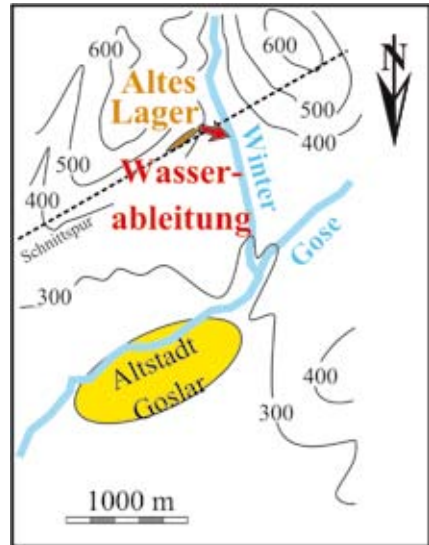 600
600
N
Altes
Lager
500
400
500
Wasser-
ableitung
Winter
400
Schnittspur
Gose
300
Altstadt
Goslar
400
300
1000 m